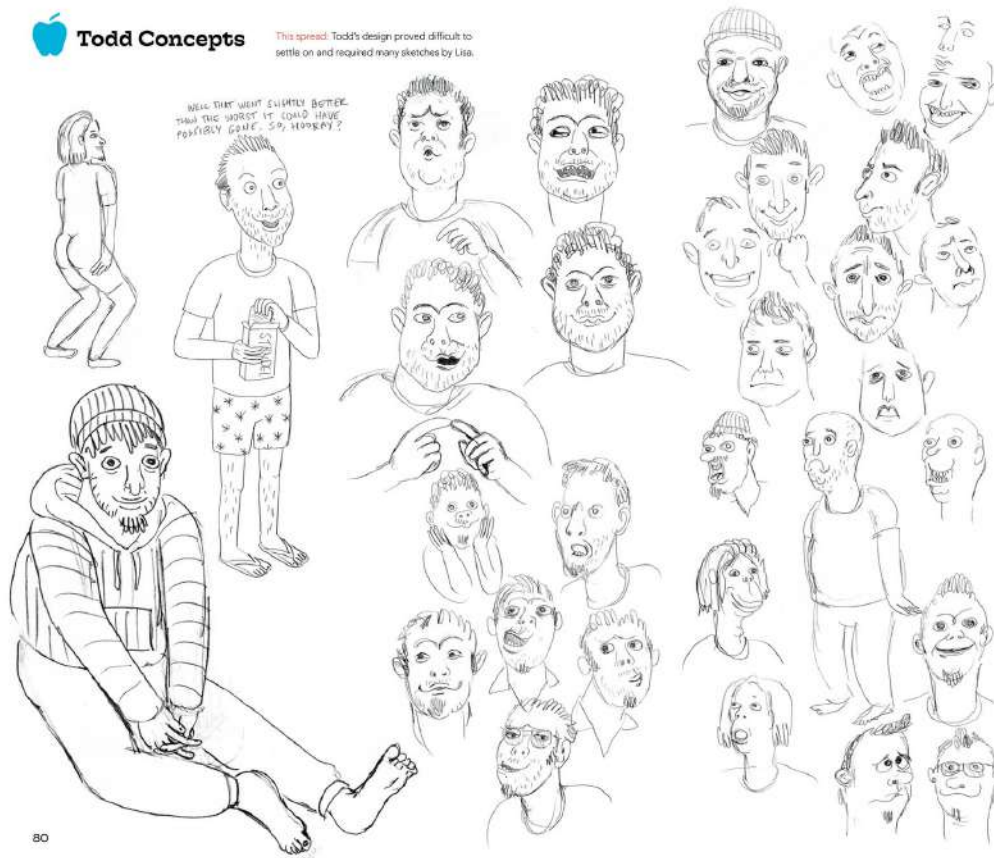 Todd Concepts
This spread: Todd's design proved difficult to
settle on and required many sketches by Lisa.
WELL THAT WENT SLIGHTLY BETTER
THAN THE WORST IT COULD HAVE
POSSIBLY GONE. SO, HOORAY?
STRUDEL
80